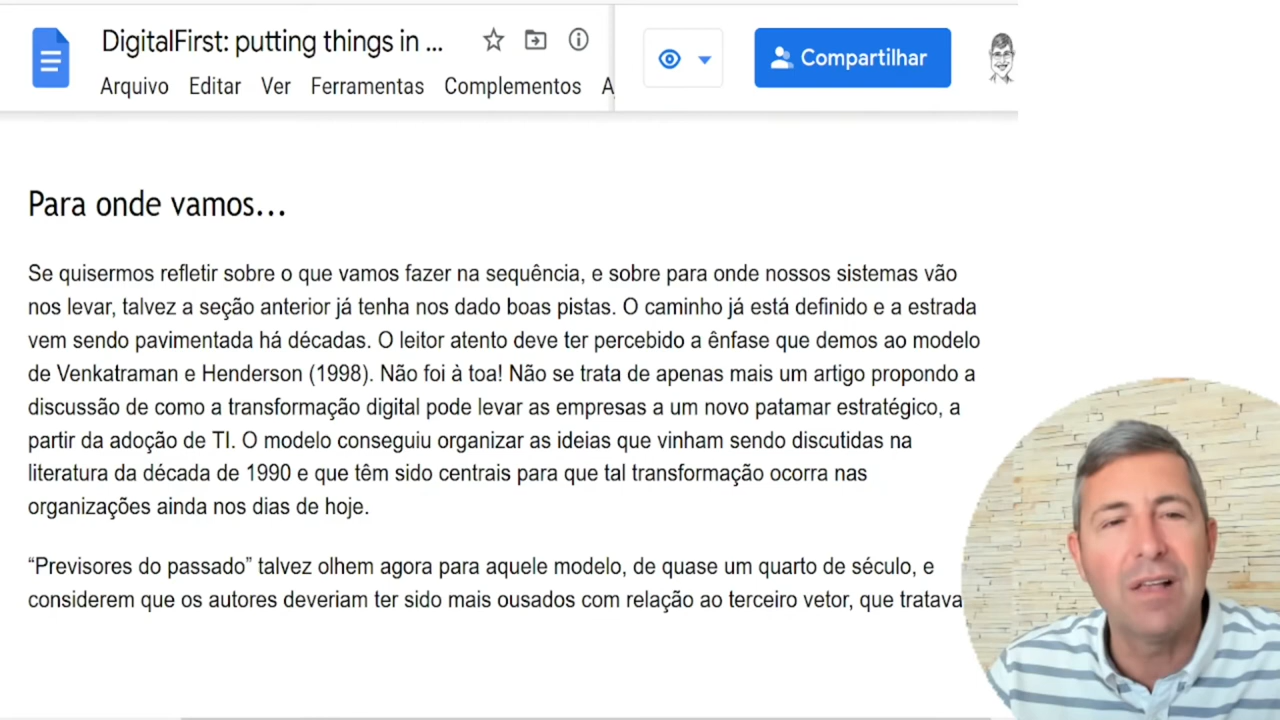 DigitalFirst: putting things in ...
Compartilhar
Arquivo Editar Ver Ferramentas Complementos A
Para onde vamos...
Se quisermos refletir sobre o que vamos fazer na sequência, e sobre para onde nossos sistemas vão
nos levar, talvez a seção anterior já tenha nos dado boas pistas. O caminho já está definido e a estrada
vem sendo pavimentada há décadas. O leitor atento deve ter percebido a ênfase que demos ao modelo
de Venkatraman e Henderson (1998). Não foi à toa! Não se trata de apenas mais um artigo propondo a
discussão de como a transformação digital pode levar as empresas a um novo patamar estratégico, a
partir da adoção de TI. O modelo conseguiu organizar as ideias que vinham sendo discutidas na
literatura da década de 1990 e que têm sido centrais para que tal transformação ocorra nas
organizações ainda nos dias de hoje.
“Previsores do passado” talvez olhem agora para aquele modelo, de quase um quarto de século, e
considerem que os autores deveriam ter sido mais ousados com relação ao terceiro vetor, que tratava